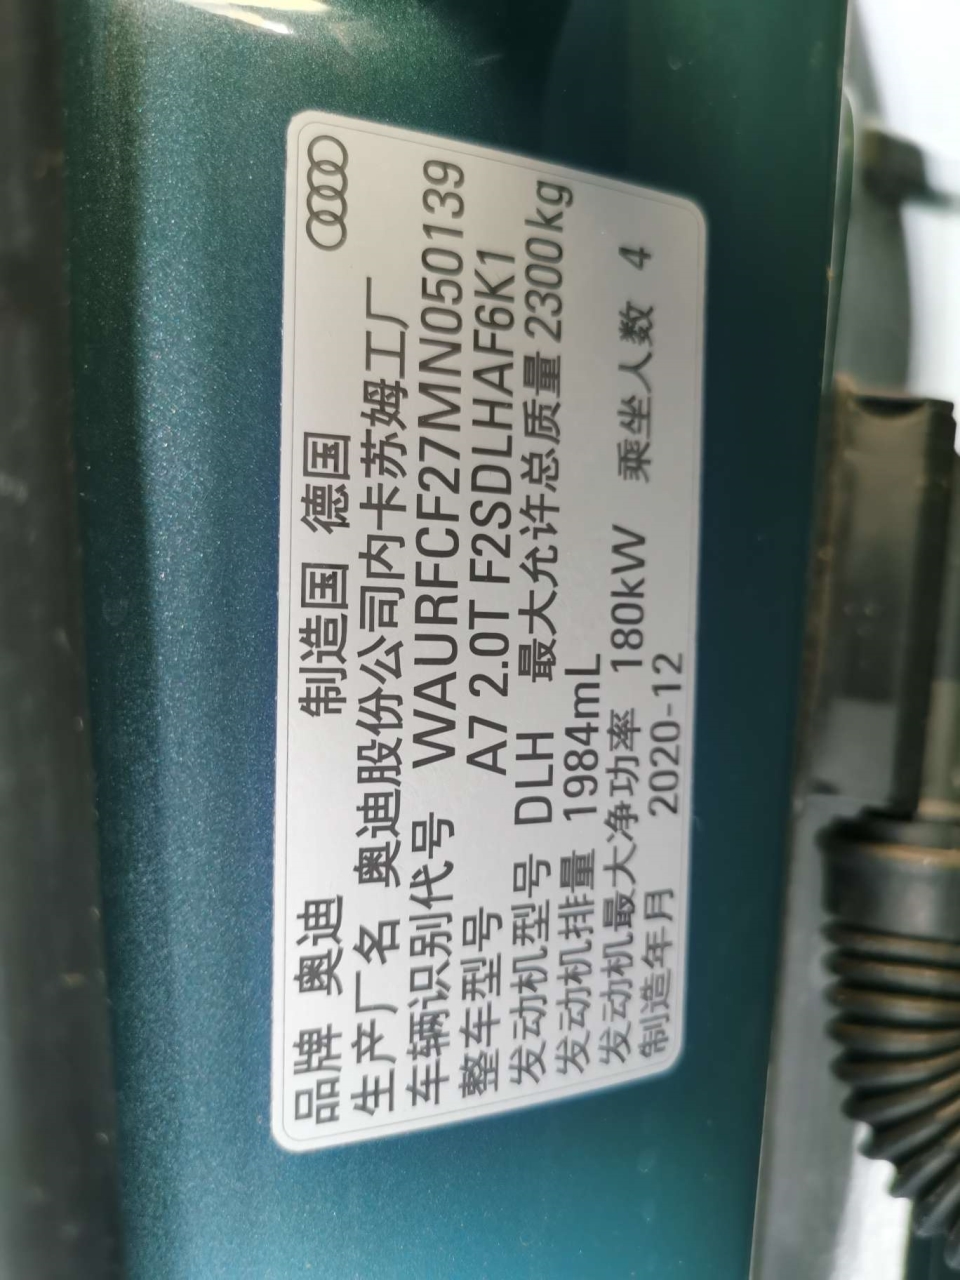 品牌 奥迪 制造国 德国
生产厂名 奥迪股份公司内卡苏姆工厂
车辆识别代号 WAURFCF27MN050139
整车型号 A7 2.0T F2SDLHAF6K1
发动机型号 DLH 最大允许总质量 2300kg
发动机排量 1984mL
发动机最大净功率 180kW 乘坐人数 4
制造年月 2020-12